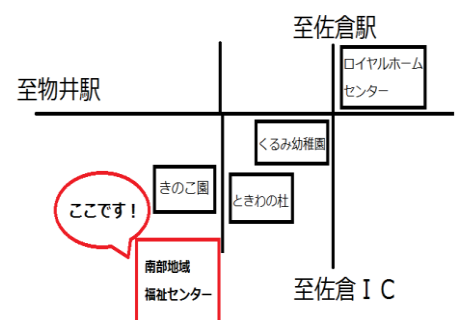 至佐倉駅
ロイヤルホーム
センター
至物井駅
くるみ幼稚園
きのこ園
ときわの杜
ここです！
南部地域
福祉センター
至佐倉ＩＣ